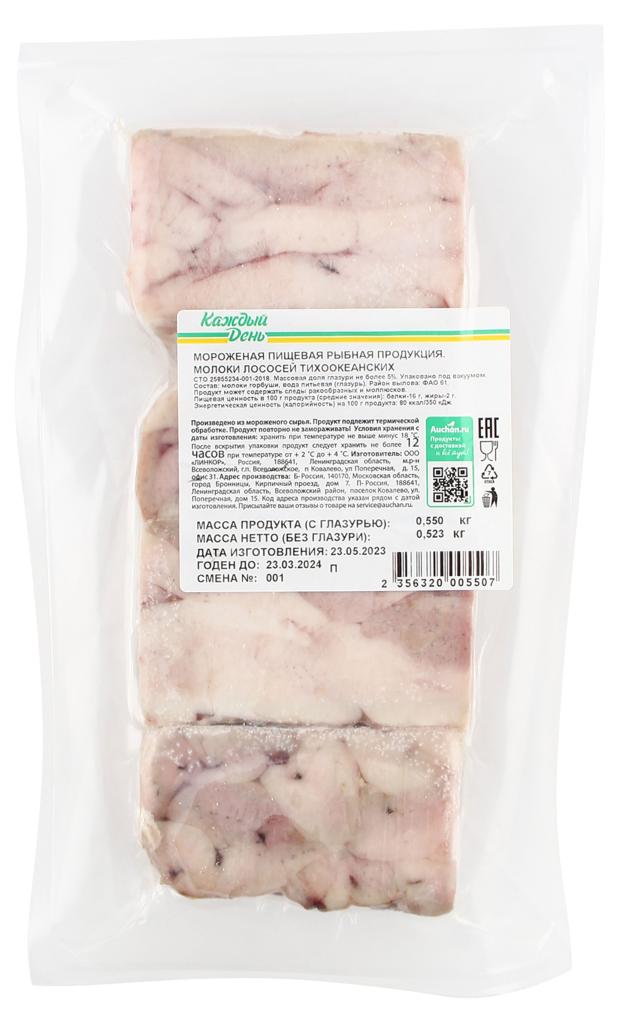 Каждый
День
МОРОЖЕНАЯ ПИЩЕВАЯ РЫБНАЯ ПРОДУКЦИЯ.
МОЛОКИ ЛОСОСЕЙ ТИХООКЕАНСКИХ
СТО 25855234-001-2018. Массовая доля глазури не более 5%. Упаковано под вакуумом.
Состав: молоки горбуши, вода питьевая (глазурь). Район вылова: ФАО 61.
Продукт может содержать следы ракообразных и моллюсков.
Пищевая ценность в 100 г продукта (средние значения): белки-16 г, жиры-2 г.
Энергетическая ценность (калорийность) на 100 г продукта: 80 ккал/350 кДж.
Произведено из мороженого сырья. Продукт подлежит термической
обработке. Продукт повторно не замораживать! Условия хранения с
даты изготовления: хранить при температуре не выше минус 18 °С.
После вскрытия упаковки продукт следует хранить не более 12
часов при температуре от + 2 °С до + 4 °С. Изготовитель: ООО
«ЛИНКОР», Россия, 188641, Ленинградская область, м.р-н
Всеволожский, г.п. Всеволожское, п Ковалево, ул Поперечная, д. 15,
офис 31. Адрес производства: Б-Россия, 140170, Московская область,
город Бронницы, Кирпичный проезд, дом 7. П- Россия, 188641,
Ленинградская область, Всеволожский район, поселок Ковалево, ул.
Поперечная, дом 15. Код адреса производства указан рядом с датой
изготовления. Присылайте ваши отзывы о товаре на service@auchan.ru.
Auchan.ru
Продукты
с доставкой
и всё тут!
EAC
МАССА ПРОДУКТА (С ГЛАЗУРЬЮ): 0,550 КГ
МАССА НЕТТО (БЕЗ ГЛАЗУРИ): 0,523 КГ
ДАТА ИЗГОТОВЛЕНИЯ: 23.05.2023
ГОДЕН ДО: 23.03.2024 П
СМЕНА №: 001
2 356320 005507